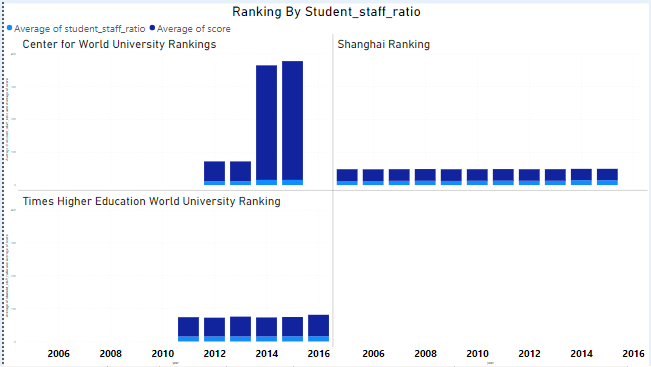 Ranking By Student_staff_ratio
Average of student_staff_ratio Average of score
Center for World University Rankings
Shanghai Ranking
Times Higher Education World University Ranking
2006 2008 2010 2012 2014 2016
2006 2008 2010 2012 2014 2016